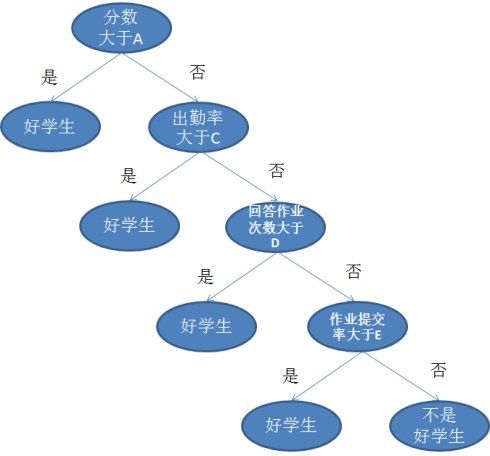 分数
大于A
是
否
好学生
出勤率
大于C
是
否
好学生
回答作业
次数大于
D
是
否
好学生
作业提交
率大于E
是
否
好学生
不是
好学生